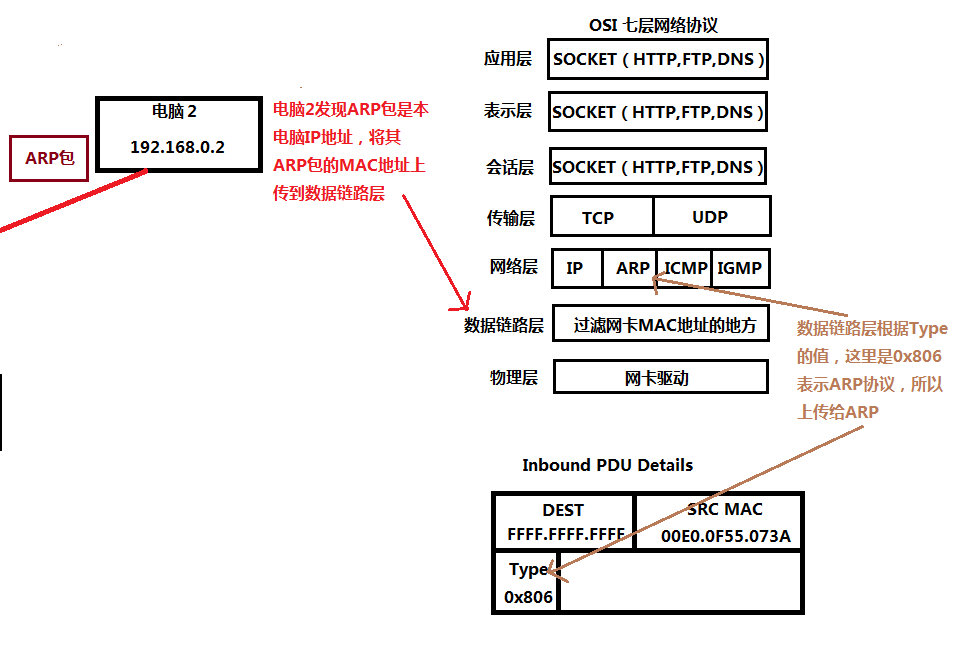 OSI 七层网络协议
应用层
SOCKET（HTTP,FTP,DNS）
表示层
SOCKET（HTTP,FTP,DNS）
会话层
SOCKET（HTTP,FTP,DNS）
传输层
TCP
UDP
网络层
IP
ARP
ICMP
IGMP
数据链路层
过滤网卡MAC地址的地方
物理层
网卡驱动
ARP包
电脑２
192.168.0.2
电脑2发现ARP包是本
电脑IP地址，将其
ARP包的MAC地址上
传到数据链路层
数据链路层根据Type
的值，这里是0x806
表示ARP协议，所以
上传给ARP
Inbound PDU Details
DEST
FFFF.FFFF.FFFF
SRC MAC
00E0.0F55.073A
Type
0x806